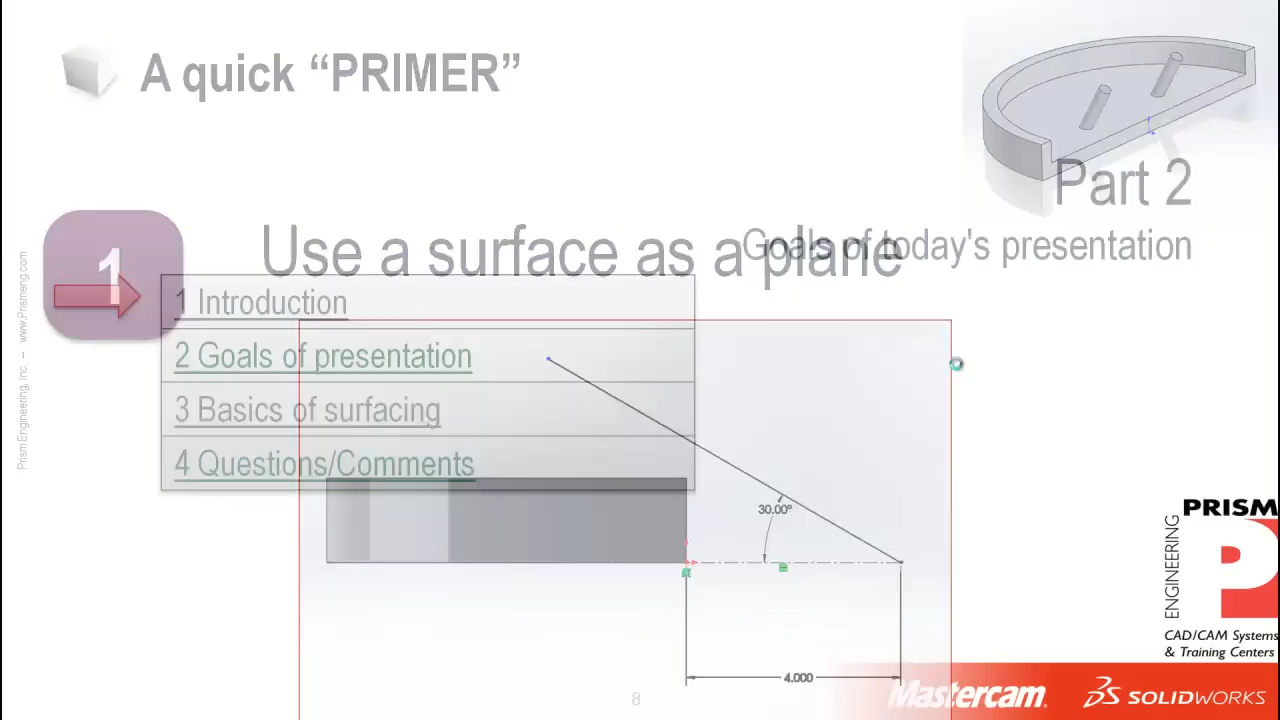 A quick “PRIMER”
Part 2
Goals of today's presentation
1
Use a surface as a plane
1 Introduction
2 Goals of presentation
3 Basics of surfacing
4 Questions/Comments
30.00°
4.000
8
Prism Engineering, Inc. -- www.Prismeng.com
PRISM
ENGINEERING
P
CAD/CAM Systems
& Training Centers
Mastercam®
SOLIDWORKS